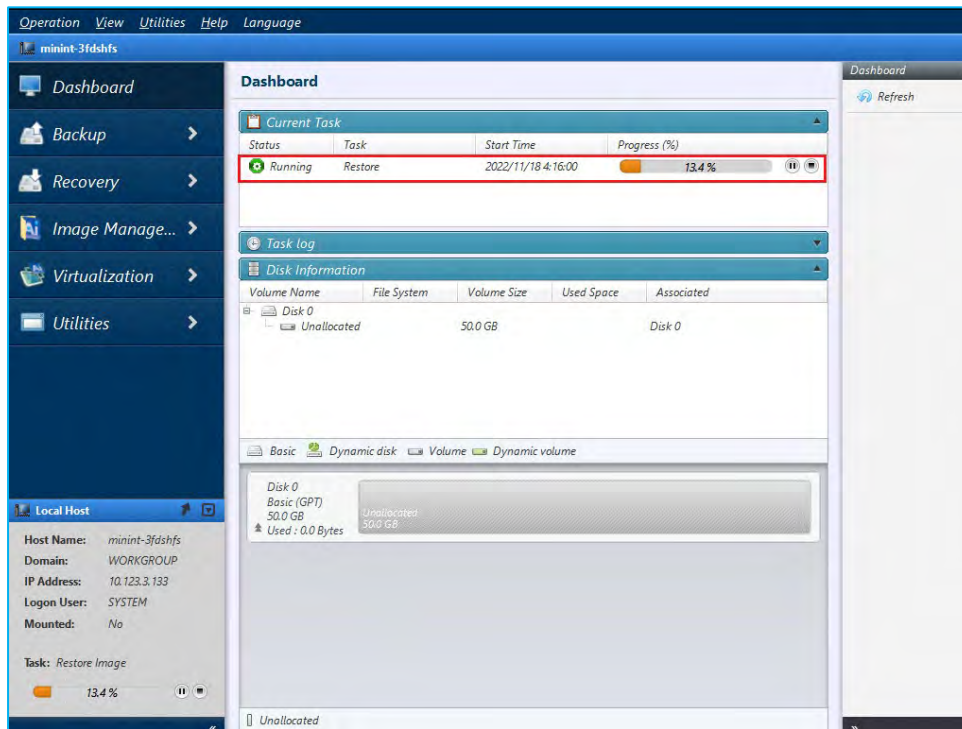 Operation View Utilities Help Language
minint-3fdshfs
Dashboard
Backup
Recovery
Image Manage...
Virtualization
Utilities
Local Host
Host Name: minint-3fdshfs
Domain: WORKGROUP
IP Address: 10.123.3.133
Logon User: SYSTEM
Mounted: No
Task: Restore Image
13.4 %
Dashboard
Current Task
Status Task Start Time Progress (%)
Running Restore 2022/11/18 4:16:00 13.4 %
Task log
Disk Information
Volume Name File System Volume Size Used Space Associated
Disk 0
Unallocated 50.0 GB Disk 0
Basic Dynamic disk Volume Dynamic volume
Disk 0
Basic (GPT)
50.0 GB
Used : 0.0 Bytes
Unallocated
50.0 GB
Unallocated
Dashboard
Refresh